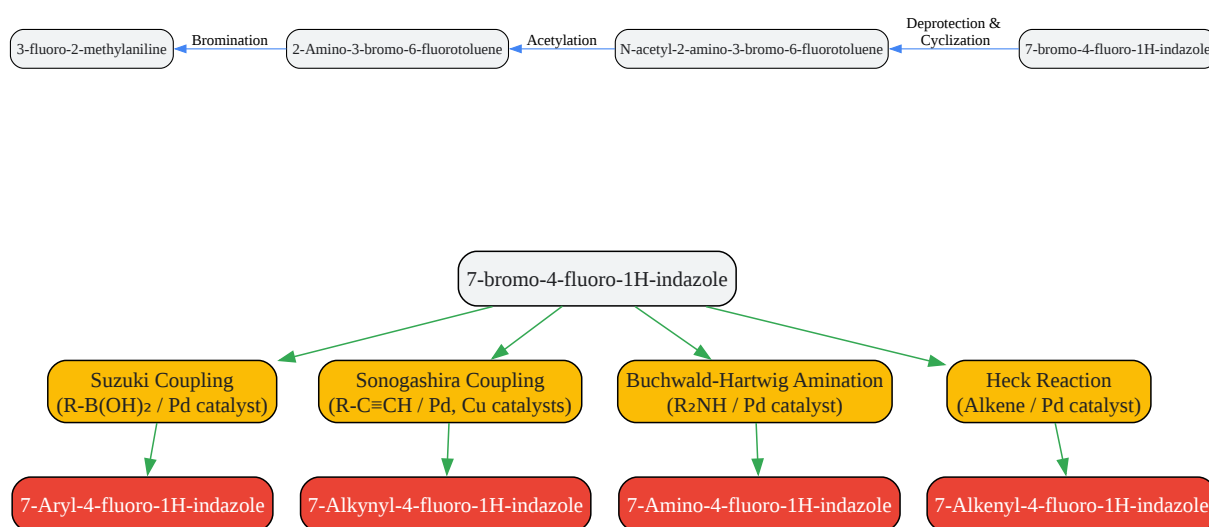 Deprotection &
Cyclization
3-fluoro-2-methylaniline
Bromination
2-Amino-3-bromo-6-fluorotoluene
Acetylation
N-acetyl-2-amino-3-bromo-6-fluorotoluene
7-bromo-4-fluoro-1H-indazole
7-bromo-4-fluoro-1H-indazole
Suzuki Coupling
(R-B(OH)₂ / Pd catalyst)
Sonogashira Coupling
(R-C≡CH / Pd, Cu catalysts)
Buchwald-Hartwig Amination
(R₂NH / Pd catalyst)
Heck Reaction
(Alkene / Pd catalyst)
7-Aryl-4-fluoro-1H-indazole
7-Alkynyl-4-fluoro-1H-indazole
7-Amino-4-fluoro-1H-indazole
7-Alkenyl-4-fluoro-1H-indazole